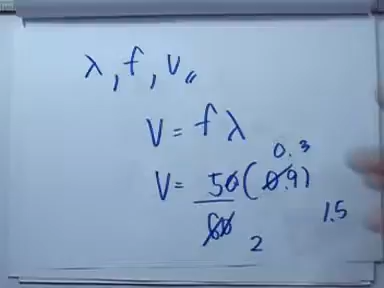 λ, f, v,,
V = fλ
0.3
V = 50(0.9)
60
2
1.5